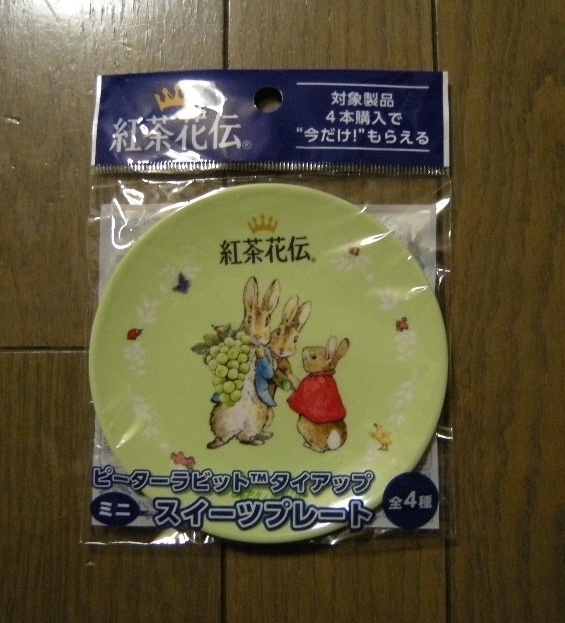 紅茶花伝®
対象製品
4本購入で
“今だけ!”もらえる
紅茶花伝®
ピーターラビット™タイアップ
ミニ スイーツプレート
全4種